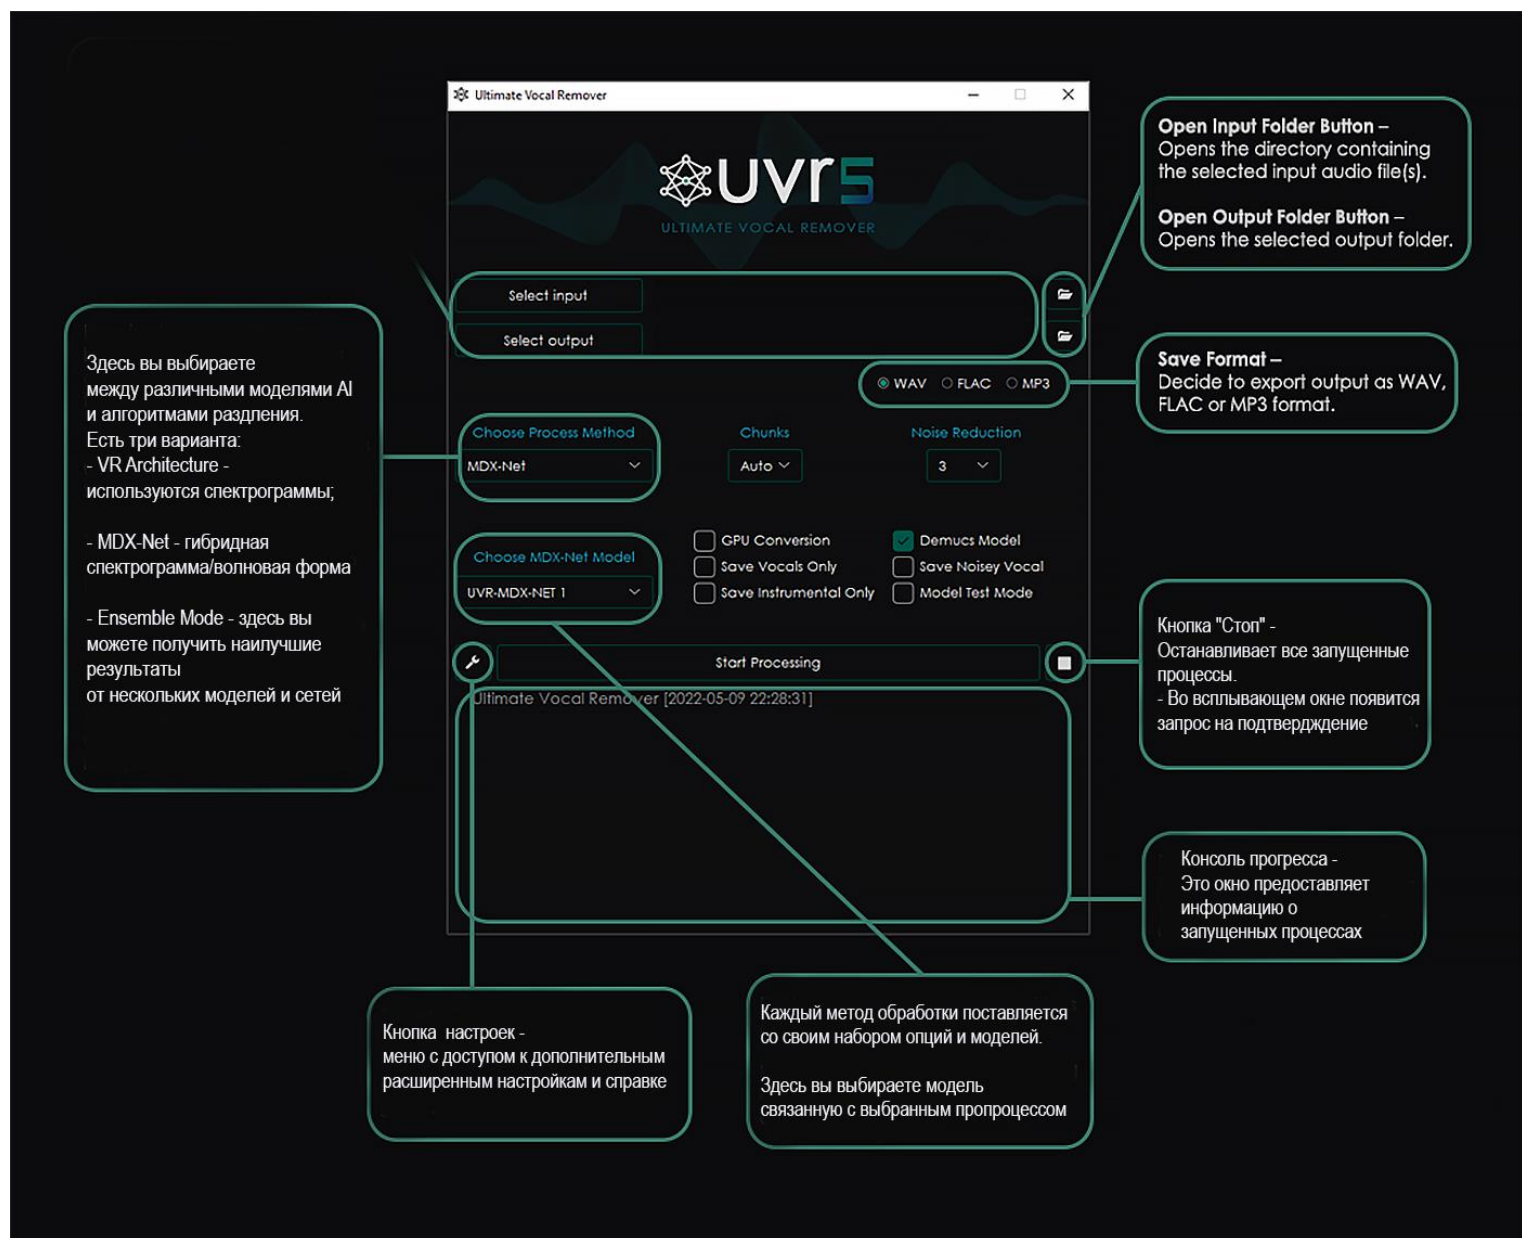 Ultimate Vocal Remover
uvr5
ULTIMATE VOCAL REMOVER
Open Input Folder Button –
Opens the directory containing
the selected input audio file(s).
Open Output Folder Button –
Opens the selected output folder.
Select input
Select output
Save Format –
Decide to export output as WAV,
FLAC or MP3 format.
WAV FLAC MP3
Здесь вы выбираете
между различными моделями AI
и алгоритмами раздления.
Есть три варианта:
- VR Architecture -
используются спектрограммы;
- MDX-Net - гибридная
спектрограмма/волновая форма
- Ensemble Mode - здесь вы
можете получить наилучшие
результаты
от нескольких моделей и сетей
Choose Process Method Chunks Noise Reduction
MDX-Net Auto 3
Choose MDX-Net Model
UVR-MDX-NET 1
GPU Conversion Demucs Model
Save Vocals Only Save Noisey Vocal
Save Instrumental Only Model Test Mode
Start Processing
Ultimate Vocal Remover [2022-05-09 22:28:31]
Кнопка "Стоп" -
Останавливает все запущенные
процессы.
- Во всплывающем окне появится
запрос на подтвердждение
Консоль прогресса -
Это окно предоставляет
информацию о
запущенных процессах
Кнопка настроек -
меню с доступом к дополнительным
расширенным настройкам и справке
Каждый метод обработки поставляется
со своим набором опций и моделей.
Здесь вы выбираете модель
связанную с выбранным пропроцессом